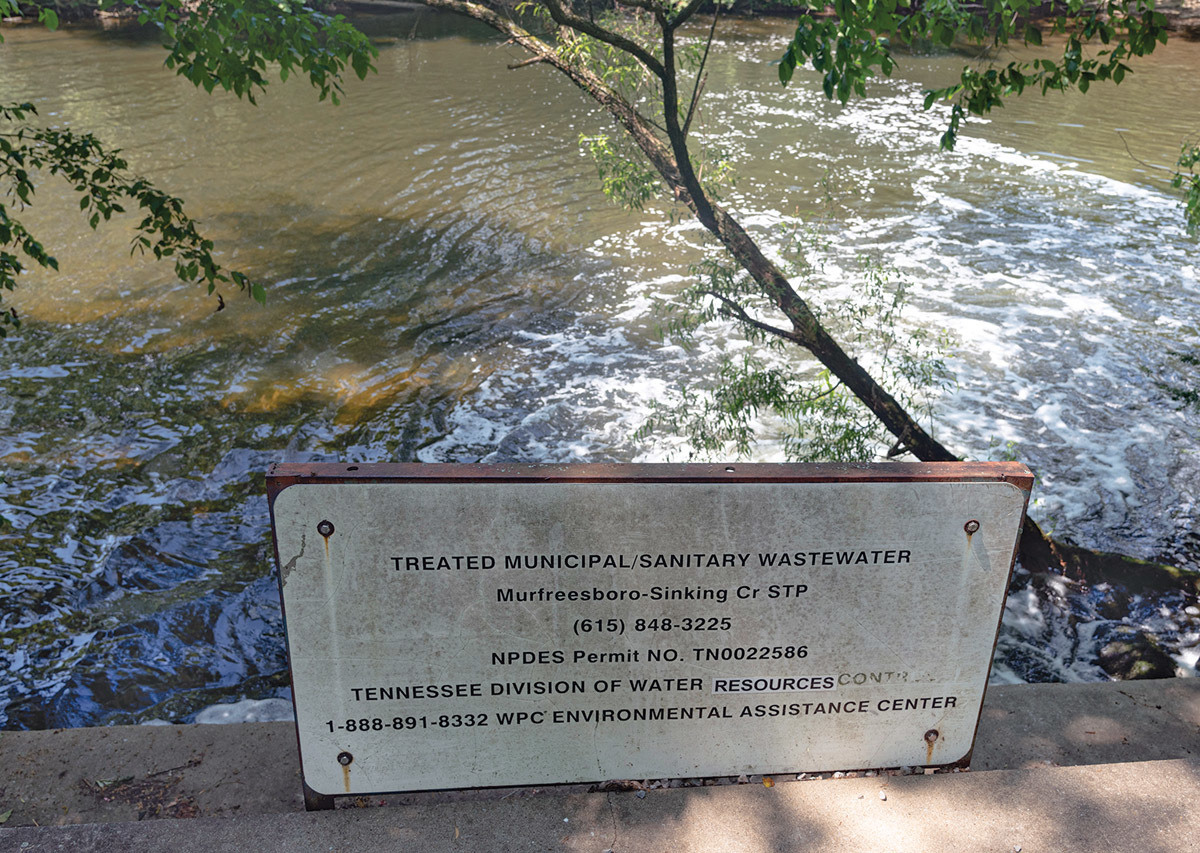 TREATED MUNICIPAL/SANITARY WASTEWATER
Murfreesboro-Sinking Cr STP
(615) 848-3225
NPDES Permit NO. TN0022586
TENNESSEE DIVISION OF WATER RESOURCES
1-888-891-8332 WPC ENVIRONMENTAL ASSISTANCE CENTER